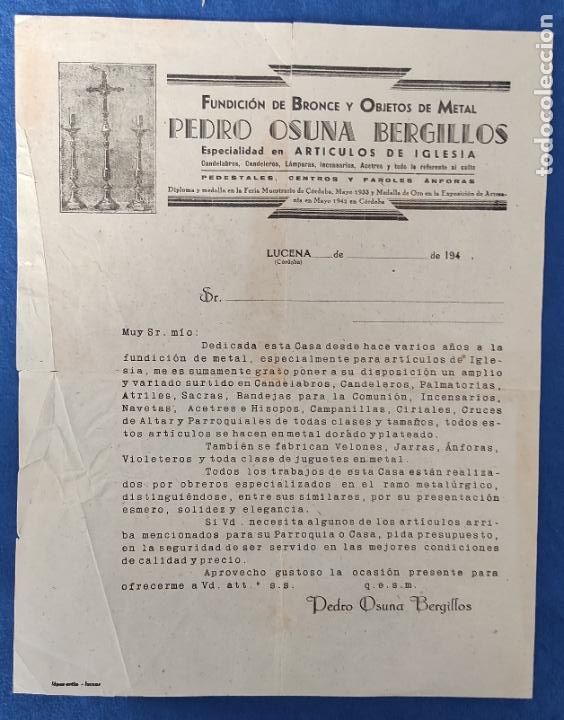 FUNDICIÓN DE BRONCE Y OBJETOS DE METAL
PEDRO OSUNA BERGILLOS
Especialidad en ARTICULOS DE IGLESIA
Candelabros, Candeleros, Lámparas, Incensarios, Acetres y todo lo referente al culto
PEDESTALES, CENTROS Y FAROLES ANFORAS
Diploma y medalla en la Feria Muestrario de Córdoba, Mayo 1933 y Medalla de Oro en la Exposición de Artesa-
nía en Mayo 1942 en Córdoba
LUCENA de de 194
(Córdoba)
Sr.
Muy Sr. mío:
Dedicada esta Casa desde hace varios años a la
fundición de metal, especialmente para artículos de Igle-
sia, me es sumamente grato poner a su disposición un amplio
y variado surtido en Candelabros, Candeleros, Palmatorias,
Atriles, Sacras, Bandejas para la Comunión, Incensarios,
Navetas, Acetres e Hisopos, Campanillas, Ciriales, Cruces
de Altar y Parroquiales de todas clases y tamaños, todos es-
tos artículos se hacen en metal dorado y plateado.
También se fabrican Velones, Jarras, Ánforas,
Violeteros y toda clase de juguetes en metal.
Todos los trabajos de esta Casa están realiza-
dos por obreros especializados en el ramo metalúrgico,
distinguiéndose, entre sus similares, por su presentación
esmero, solidez y elegancia.
Si Vd. necesita algunos de los artículos arri-
ba mencionados para su Parroquia o Casa, pida presupuesto,
en la seguridad de ser servido en las mejores condiciones
de calidad y precio.
Aprovecho gustoso la ocasión presente para
ofrecerme a Vd. att.º s.s. q.e.s.m.
Pedro Osuna Bergillos
todocoleccion
todocoleccion